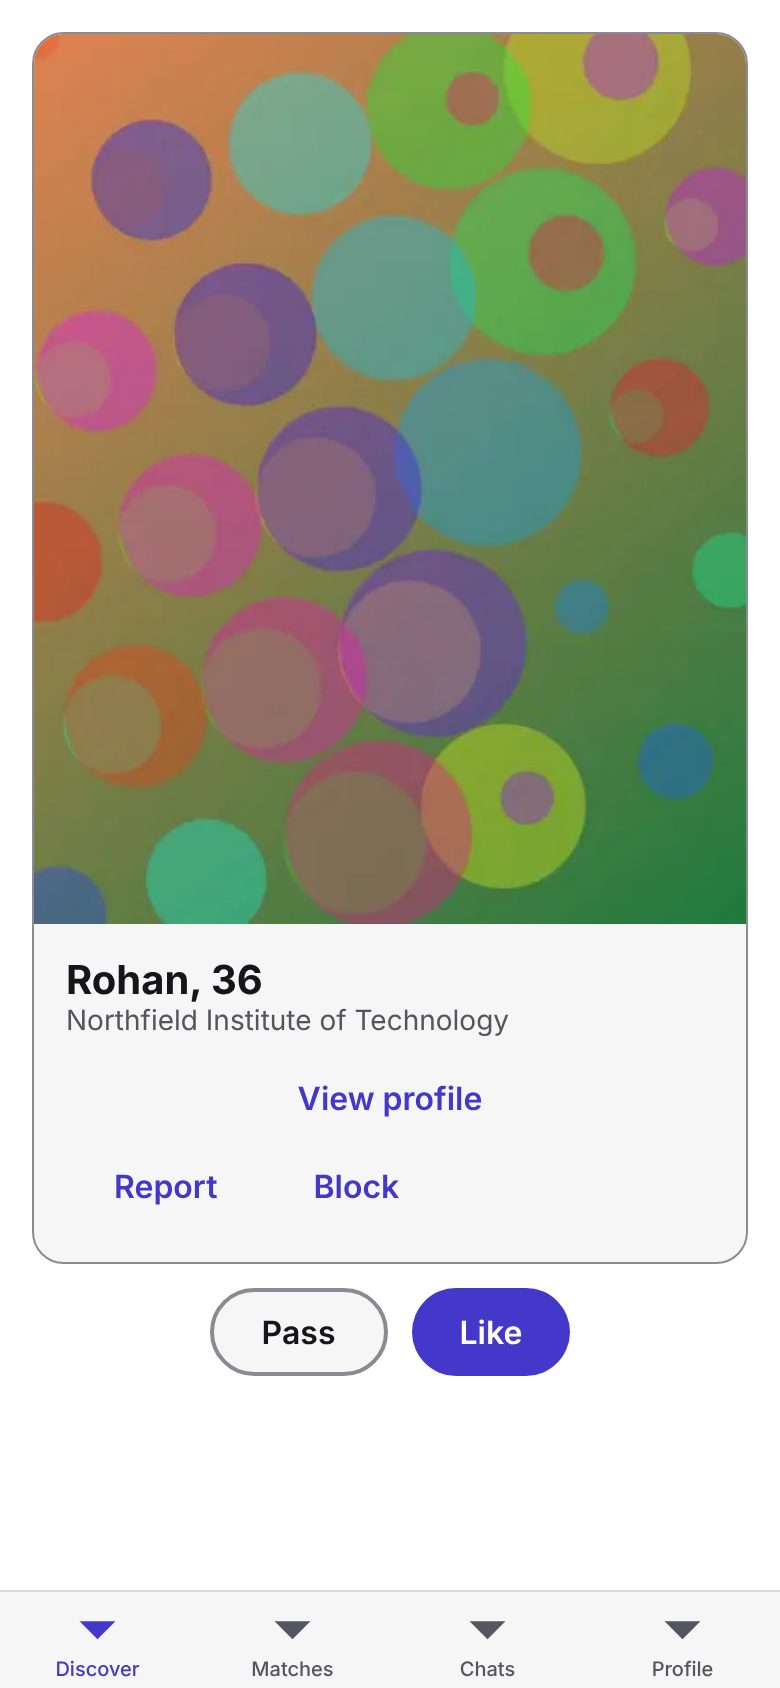 Rohan, 36
Northfield Institute of Technology
View profile
Report Block
Pass Like
Discover Matches Chats Profile